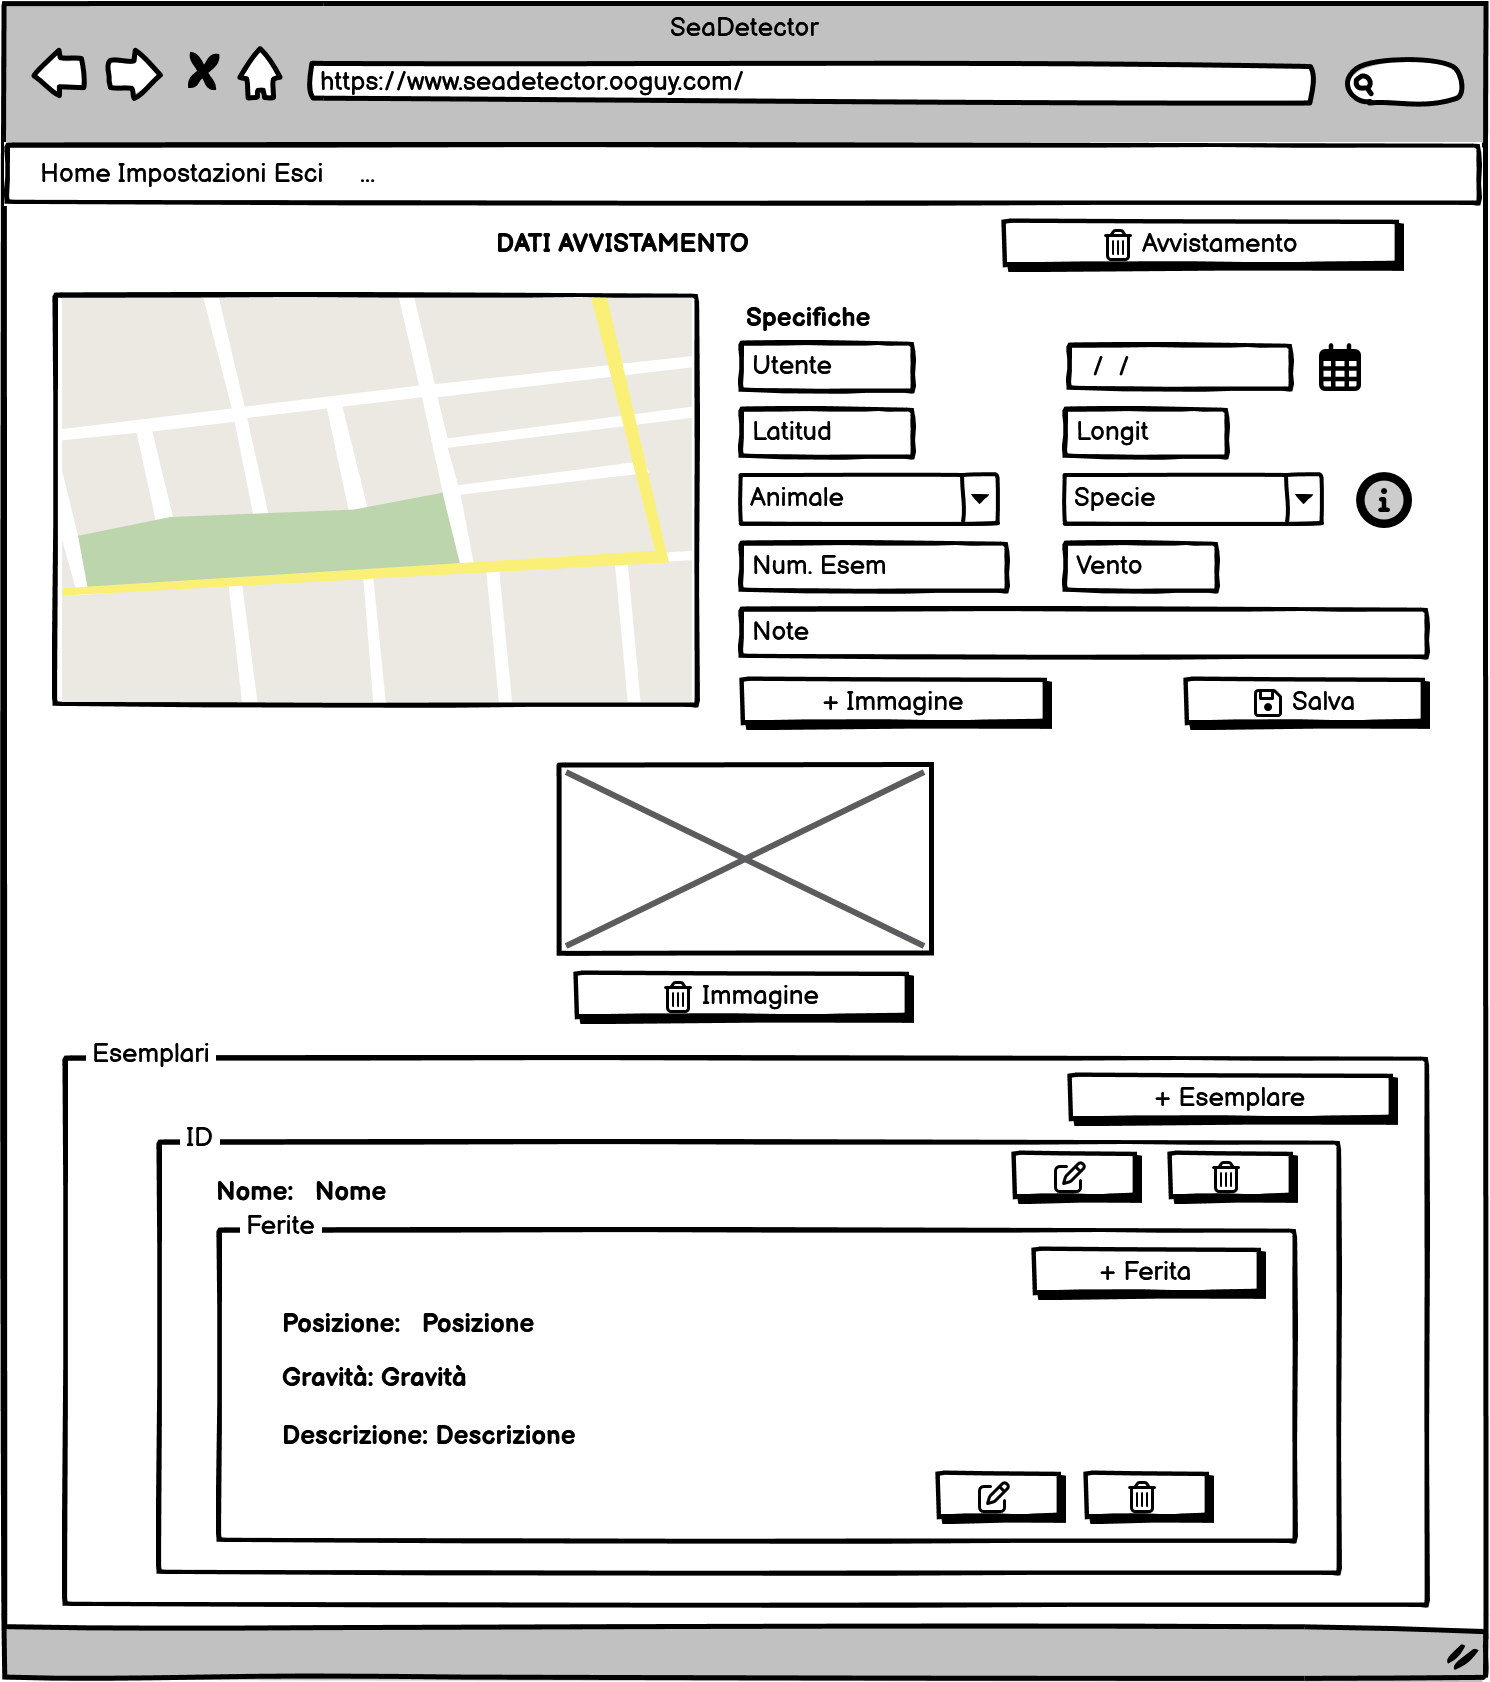 SeaDetector
https://www.seadetector.ooguy.com/
Home Impostazioni Esci ...
DATI AVVISTAMENTO
Avvistamento
Specifiche
Utente
/ /
Latitud
Longit
Animale
Specie
Num. Esem
Vento
Note
+ Immagine
Salva
Immagine
Esemplari
+ Esemplare
ID
Nome: Nome
Ferite
+ Ferita
Posizione: Posizione
Gravità: Gravità
Descrizione: Descrizione